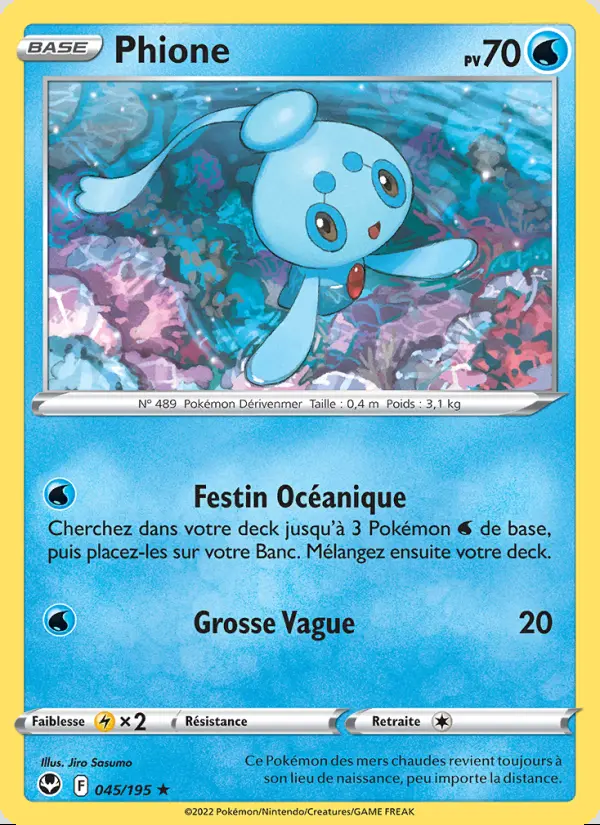 BASE Phione PV70
N° 489 Pokémon Dérivenmer Taille : 0,4 m Poids : 3,1 kg
Festin Océanique
Cherchez dans votre deck jusqu'à 3 Pokémon de base,
puis placez-les sur votre Banc. Mélangez ensuite votre deck.
Grosse Vague 20
Faiblesse ×2 Résistance Retraite
Illus. Jiro Sasumo
Ce Pokémon des mers chaudes revient toujours à
son lieu de naissance, peu importe la distance.
F 045/195 ★
©2022 Pokémon/Nintendo/Creatures/GAME FREAK